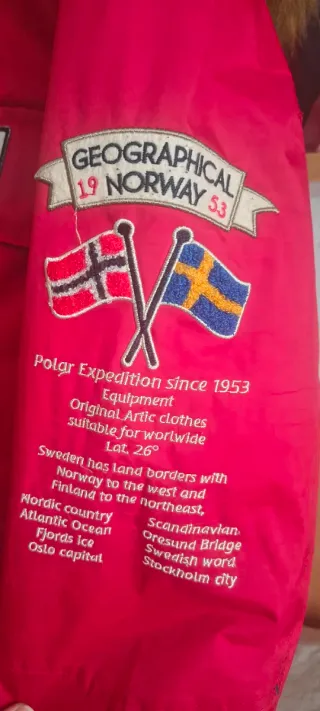 GEOGRAPHICAL
19 NORWAY 53
Polar Expedition since 1953
Equipment
Original Artic clothes
suitable for worlwide
Lat. 26°
Sweden has land borders with
Norway to the west and
Finland to the northeast,
Nordic country
Atlantic Ocean
Fjords ice
Oslo capital
Scandinavian
Oresund Bridge
Swedish word
Stockholm city